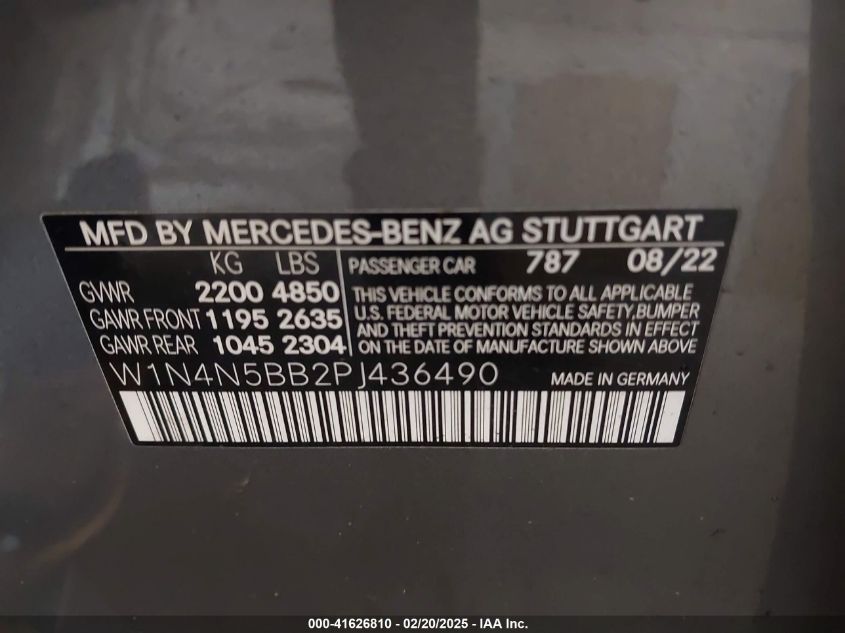 MFD BY MERCEDES-BENZ AG STUTTGART
KG LBS
GVWR 2200 4850
GAWR FRONT 1195 2635
GAWR REAR 1045 2304
PASSENGER CAR 787 08/22
THIS VEHICLE CONFORMS TO ALL APPLICABLE
U.S. FEDERAL MOTOR VEHICLE SAFETY, BUMPER
AND THEFT PREVENTION STANDARDS IN EFFECT
ON THE DATE OF MANUFACTURE SHOWN ABOVE
W1N4N5BB2PJ436490 MADE IN GERMANY
000-41626810 - 02/20/2025 - IAA Inc.